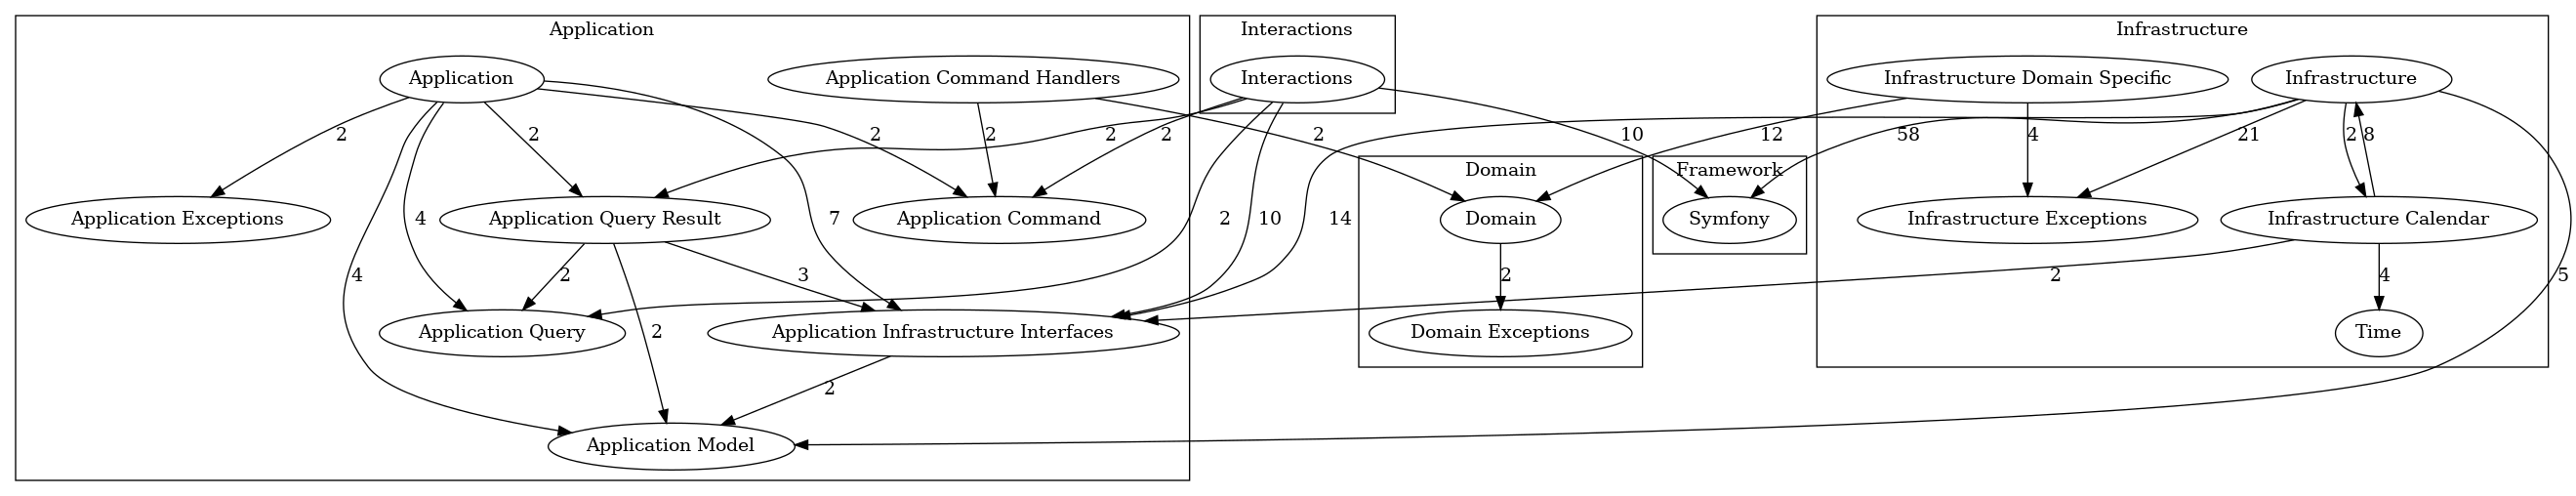 Application
Interactions
Infrastructure
Application
Application Command Handlers
Interactions
Infrastructure Domain Specific
Infrastructure
2
2
2
2
2
2
2
10
12
58
4
21
2
8
Domain
Framework
Application Exceptions
Application Query Result
Application Command
Domain
Symfony
Infrastructure Exceptions
Infrastructure Calendar
4
4
2
2
3
7
2
10
14
2
2
4
5
Application Query
Application Infrastructure Interfaces
Domain Exceptions
Time
2
Application Model